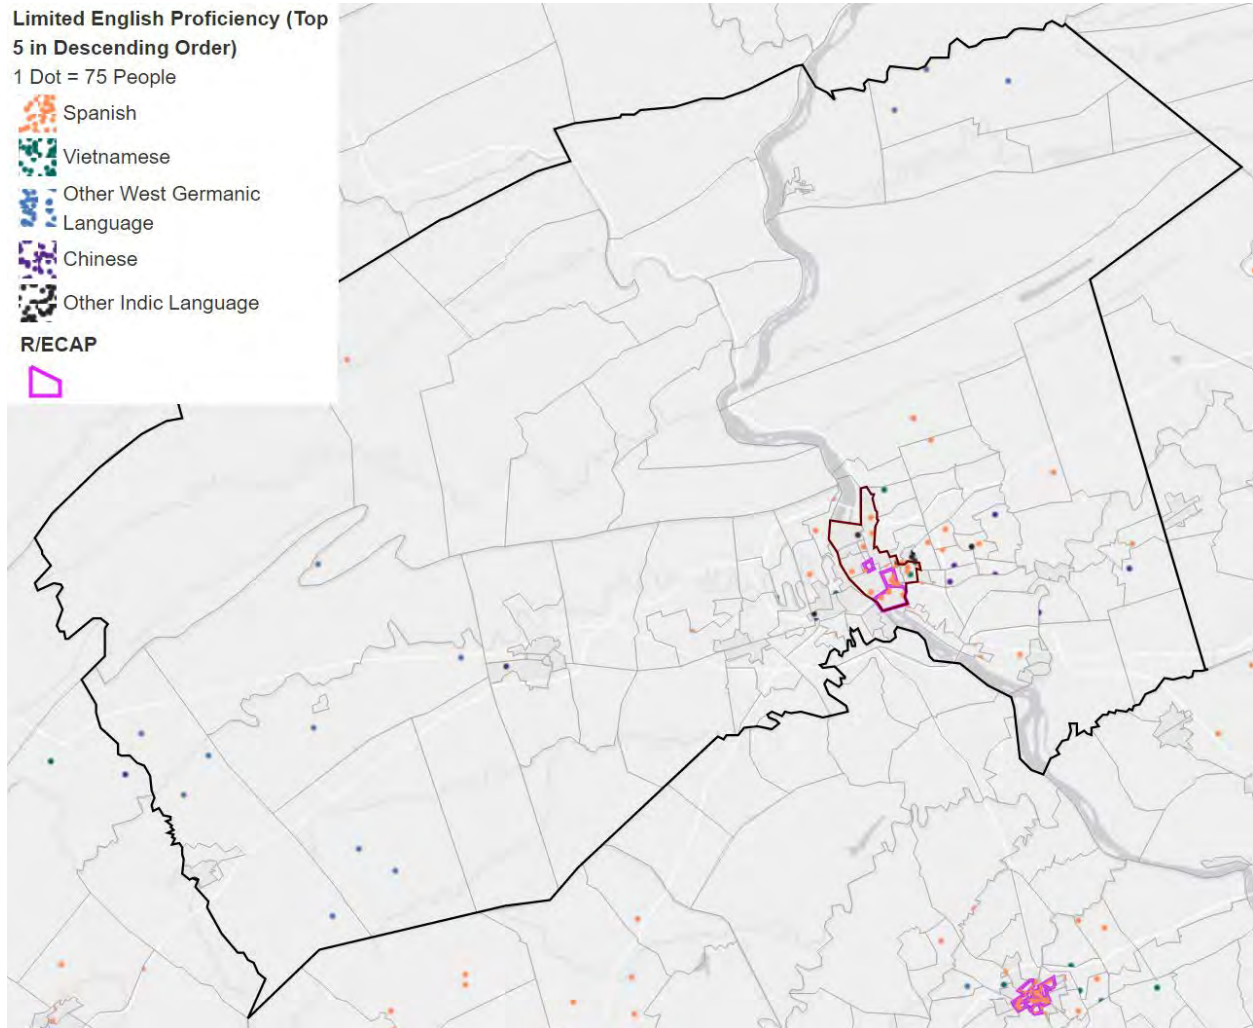 Limited English Proficiency (Top
5 in Descending Order)
1 Dot = 75 People
Spanish
Vietnamese
Other West Germanic
Language
Chinese
Other Indic Language
R/ECAP